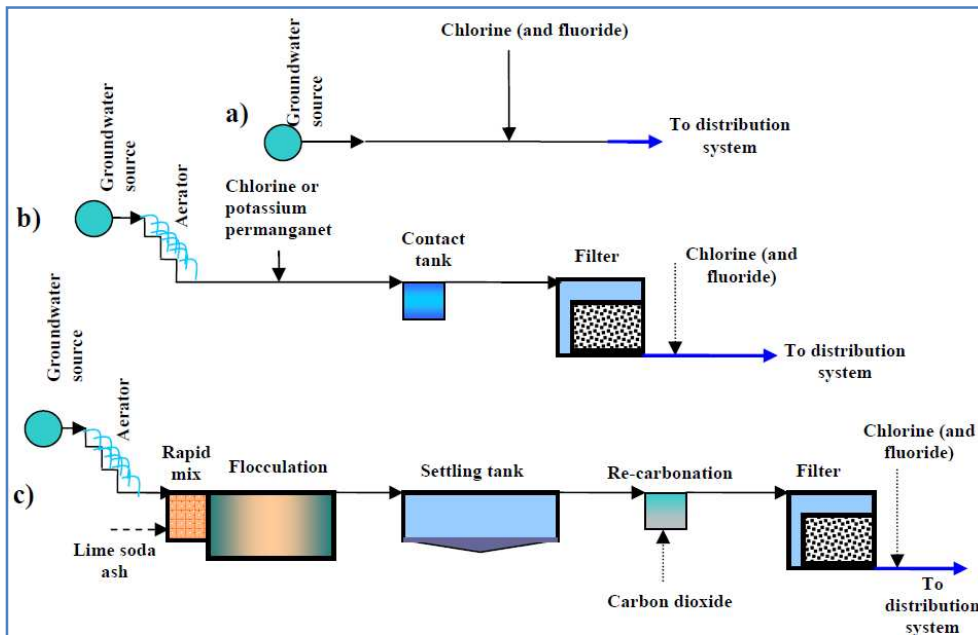 Chlorine (and fluoride)
a)
Groundwater
source
To distribution
system
b)
Groundwater
source
Aerator
Chlorine or
potassium
permanganet
Contact
tank
Filter
Chlorine (and
fluoride)
To distribution
system
c)
Groundwater
source
Aerator
Rapid
mix
Flocculation
Settling tank
Re-carbonation
Filter
Chlorine (and
fluoride)
Lime soda
ash
Carbon dioxide
To
distribution
system